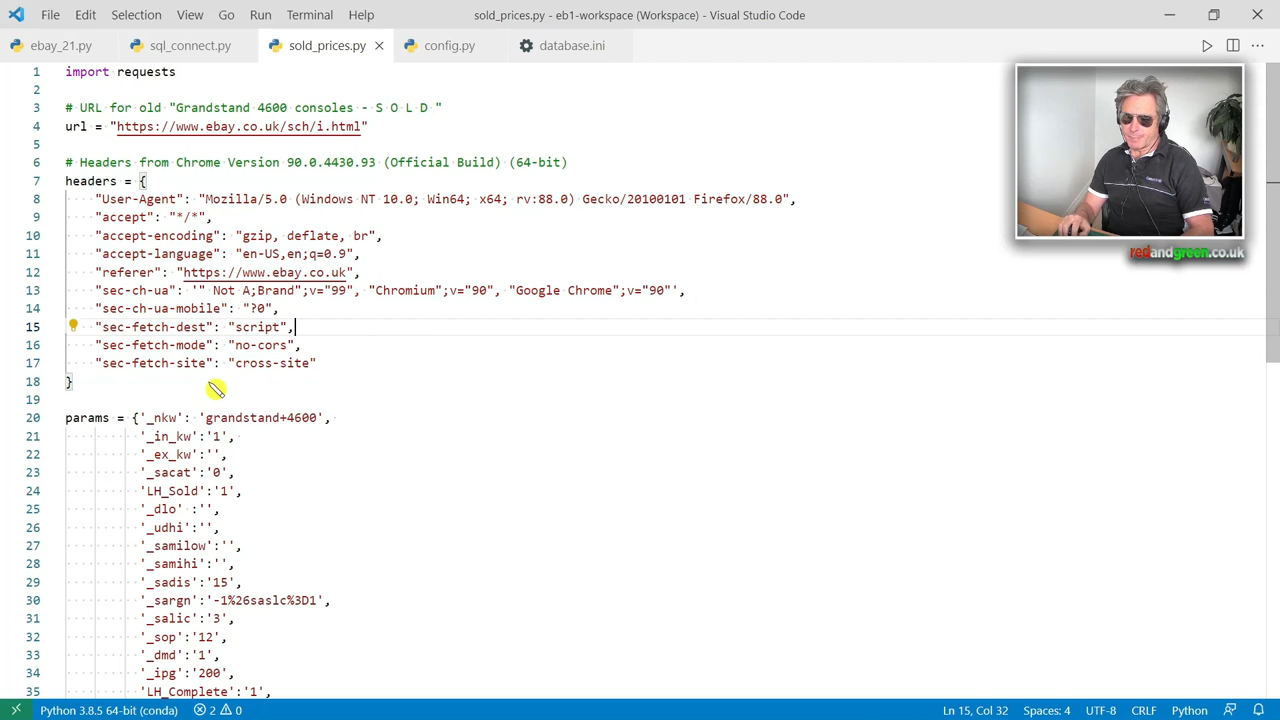 File Edit Selection View Go Run Terminal Help
sold_prices.py - eb1-workspace (Workspace) - Visual Studio Code
ebay_21.py sql_connect.py sold_prices.py config.py database.ini
1 import requests
2
3 # URL for old "Grandstand 4600 consoles - S O L D "
4 url = "https://www.ebay.co.uk/sch/i.html"
5
6 # Headers from Chrome Version 90.0.4430.93 (Official Build) (64-bit)
7 headers = {
8 "User-Agent": "Mozilla/5.0 (Windows NT 10.0; Win64; x64; rv:88.0) Gecko/20100101 Firefox/88.0",
9 "accept": "*/*",
10 "accept-encoding": "gzip, deflate, br",
11 "accept-language": "en-US,en;q=0.9",
12 "referer": "https://www.ebay.co.uk",
13 "sec-ch-ua": '" Not A;Brand";v="99", "Chromium";v="90", "Google Chrome";v="90"',
14 "sec-ch-ua-mobile": "?0",
15 "sec-fetch-dest": "script",
16 "sec-fetch-mode": "no-cors",
17 "sec-fetch-site": "cross-site"
18 }
19
20 params = {'_nkw': 'grandstand+4600',
21 '_in_kw':'1',
22 '_ex_kw':'',
23 '_sacat':'0',
24 'LH_Sold':'1',
25 '_dlo' :'',
26 '_udhi':'',
27 '_samilow':'',
28 '_samihi':'',
29 '_sadis':'15',
30 '_sargn':'-1%26saslc%3D1',
31 '_salic':'3',
32 '_sop':'12',
33 '_dmd':'1',
34 '_ipg':'200',
35 'LH_Complete':'1',
redandgreen.co.uk
Python 3.8.5 64-bit (conda) 2 0 Ln 15, Col 32 Spaces: 4 UTF-8 CRLF Python